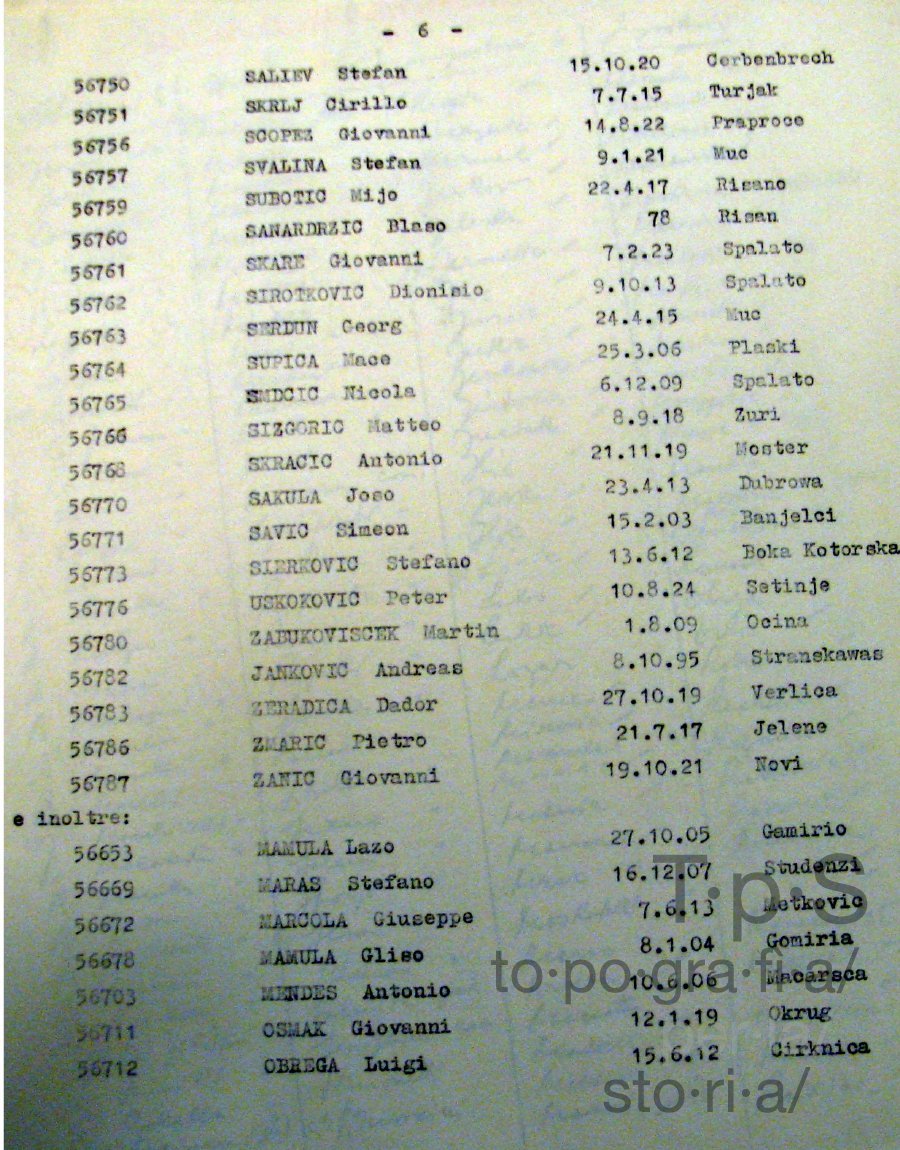 - 6 -
56750 SALIEV Stefan 15.10.20 Cerbenbrech
56751 SKRLJ Cirillo 7.7.15 Turjak
56756 SCOPEZ Giovanni 14.8.22 Praproce
56757 SVALINA Stefan 9.1.21 Muc
56759 SUBOTIC Mijo 22.4.17 Risano
56760 SANARDRZIC Blaso 78 Risan
56761 SKARE Giovanni 7.2.23 Spalato
56762 SIROTKOVIC Dionisio 9.10.13 Spalato
56763 SERDUN Georg 24.4.15 Muc
56764 SUPICA Mace 25.3.06 Plaski
56765 SMDCIC Nicola 6.12.09 Spalato
56766 SIZGORIC Matteo 8.9.18 Zuri
56768 SKRACIC Antonio 21.11.19 Moster
56770 SAKULA Joso 23.4.13 Dubrowa
56771 SAVIC Simeon 15.2.03 Banjelci
56773 SIERKOVIC Stefano 13.6.12 Boka Kotorska
56776 USKOKOVIC Peter 10.8.24 Setinje
56780 ZABUKOVISCEK Martin 1.8.09 Ocina
56782 JANKOVIC Andreas 8.10.95 Stranskawas
56783 ZERADICA Dador 27.10.19 Verlica
56786 ZMARIC Pietro 21.7.17 Jelene
56787 ZANIC Giovanni 19.10.21 Novi
e inoltre:
56653 MAMULA Lazo 27.10.05 Gamirio
56669 MARAS Stefano 16.12.07 Studenzi
56672 MARCOLA Giuseppe 7.6.13 Metkovic
56678 MAMULA Gliso 8.1.04 Gomiria
56703 MENDES Antonio 10.6.06 Macarsca
56711 OSMAK Giovanni 12.1.19 Okrug
56712 OBREGA Luigi 15.6.12 Cirknica
T·p·S
to·po·gra·fi·a/
sto·ri·a/